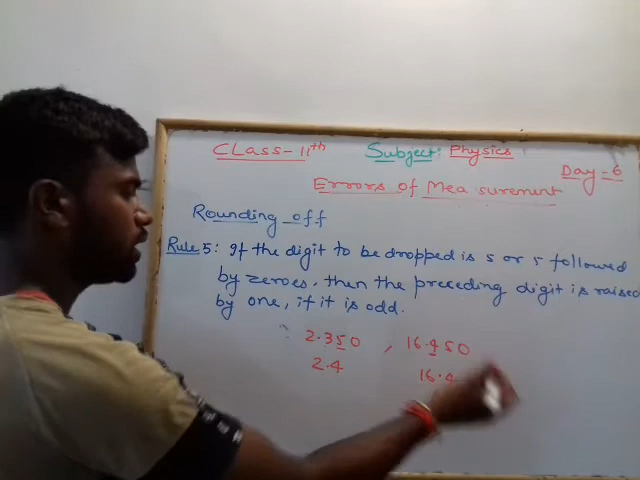 Class-11th Subject: Physics
Day-6
Errors of Measurement
Rounding off
Rule 5: If the digit to be dropped is 5 or 5 followed
by zeroes, then the preceding digit is raised
by one, if it is odd.
∵ 2.350 , 16.950
2.4 16.